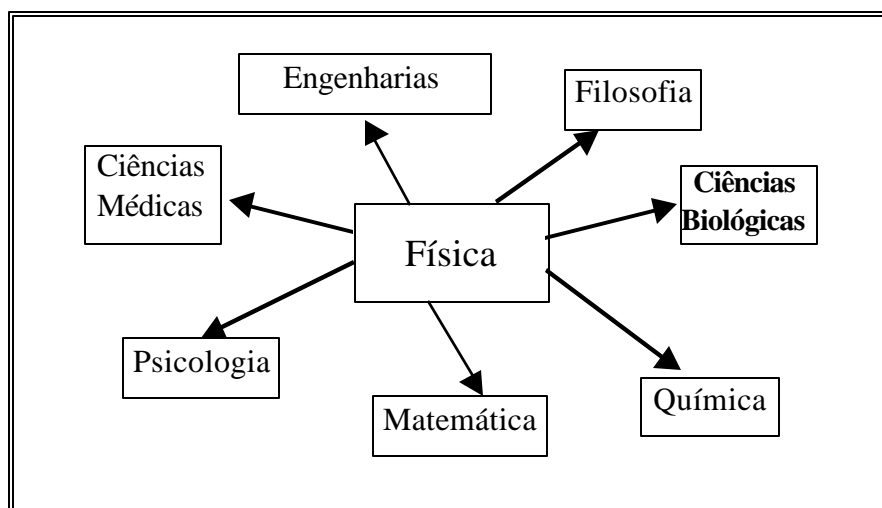 Engenharias
Filosofia
Ciências
Médicas
Ciências
Biológicas
Física
Psicologia
Matemática
Química